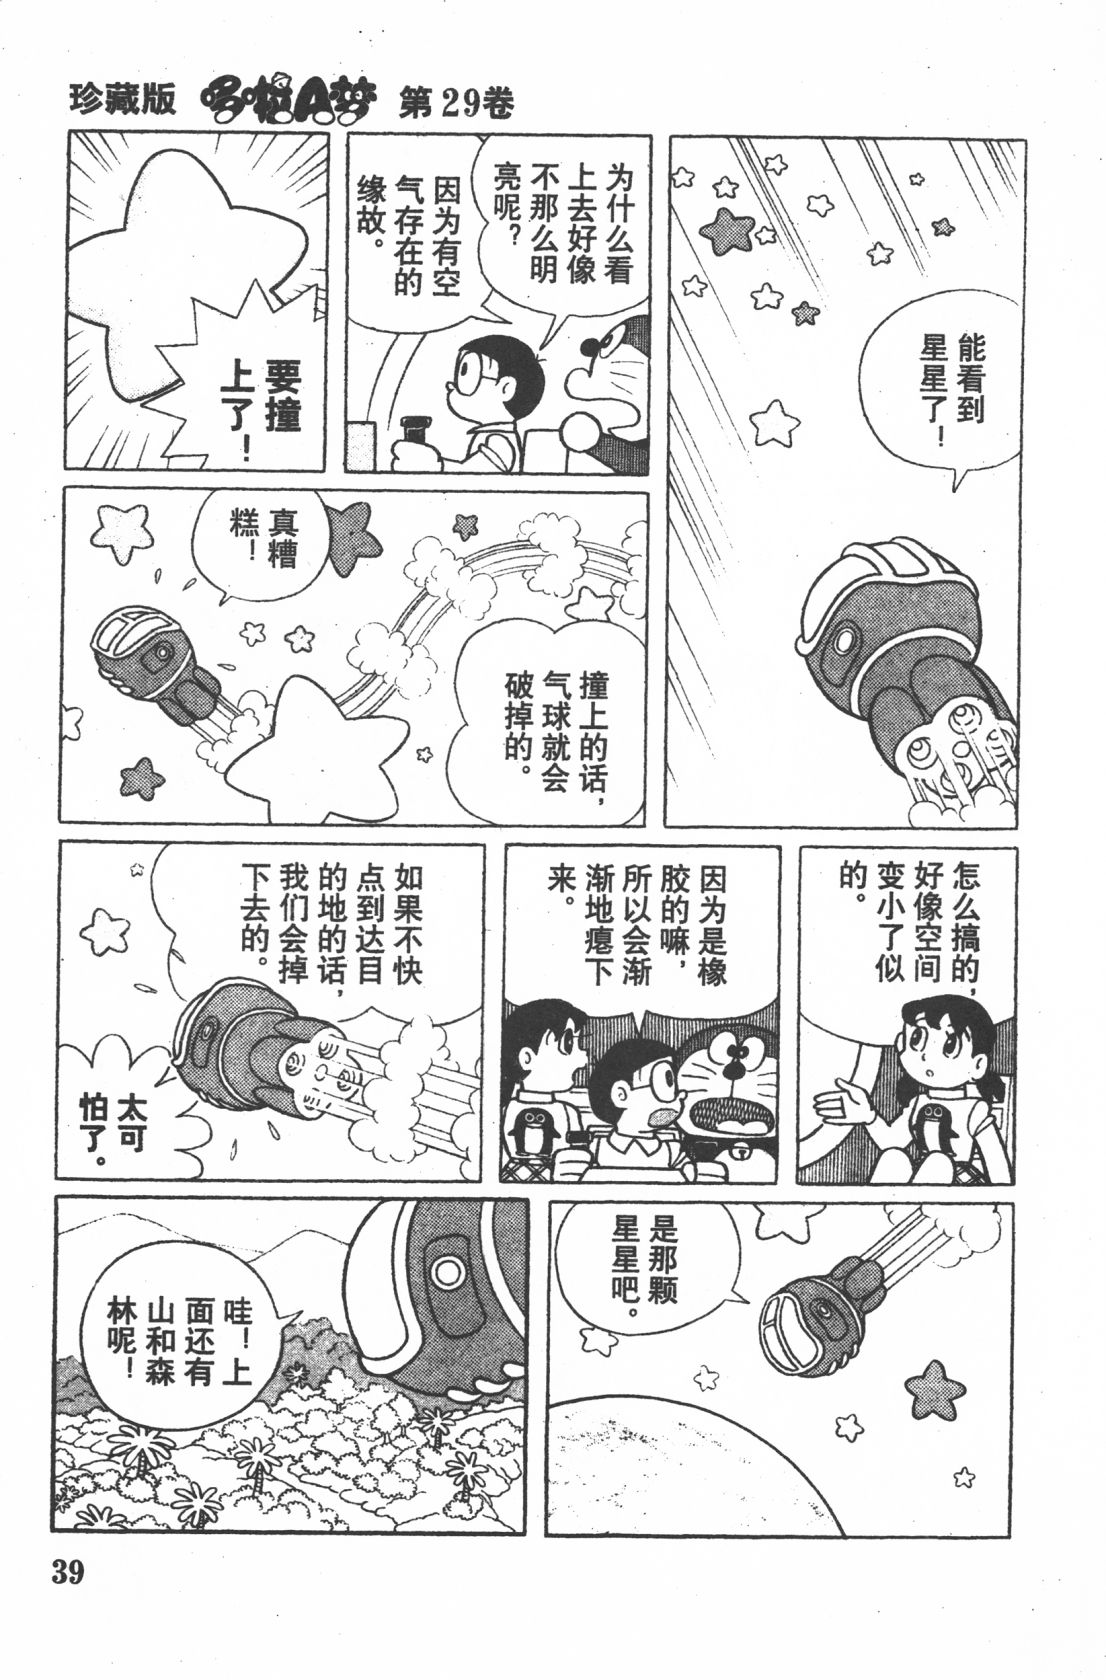 珍藏版 哆啦A梦 第29卷
能看到
星星了！
为什么看
上去好像
不那么明
亮呢？
因为有空
气存在的
缘故。
要撞
上了！
真糟
糕！
撞上的话，
气球就会
破掉的。
怎么搞的，
好像空间
变小了似
的。
因为是橡
胶的嘛，
所以会渐
渐地瘪下
来。
如果不快
点到达目
的地的话，
我们会掉
下去的。
太可
怕了。
是那颗
星星吧。
哇！上
面还有
山和森
林呢！
39